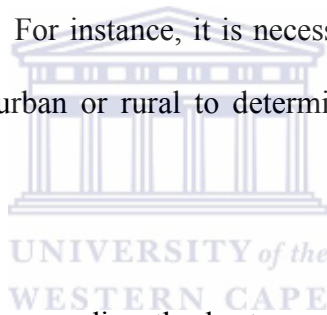 For instance, it is necess
urban or rural to determi
UNIVERSITY of the
WESTERN CAPE